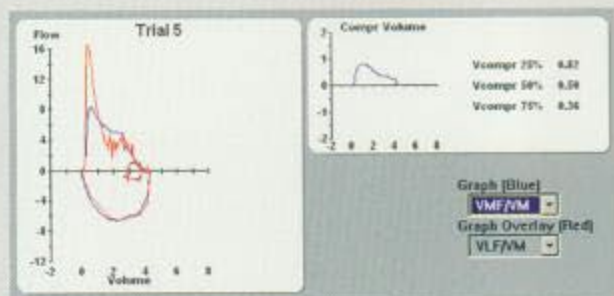 Trial 5
Flow
16
12
8
4
0
-4
-8
-12
-2 0 2 4 6 8
Volume
Compr Volume
2
1
0
-1
-2
2 4 6 8
Vcompr 25% 0.82
Vcompr 50% 0.50
Vcompr 75% 0.36
Graph (Blue)
VMF/VM
Graph Overlay (Red)
VLF/VM